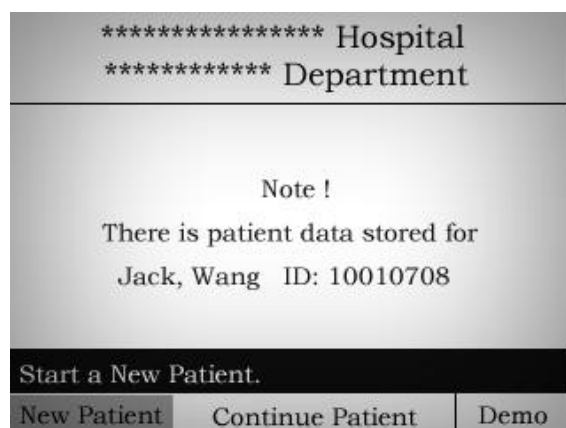 **************** Hospital
************ Department
Note !
There is patient data stored for
Jack, Wang ID: 10010708
Start a New Patient.
New Patient Continue Patient Demo